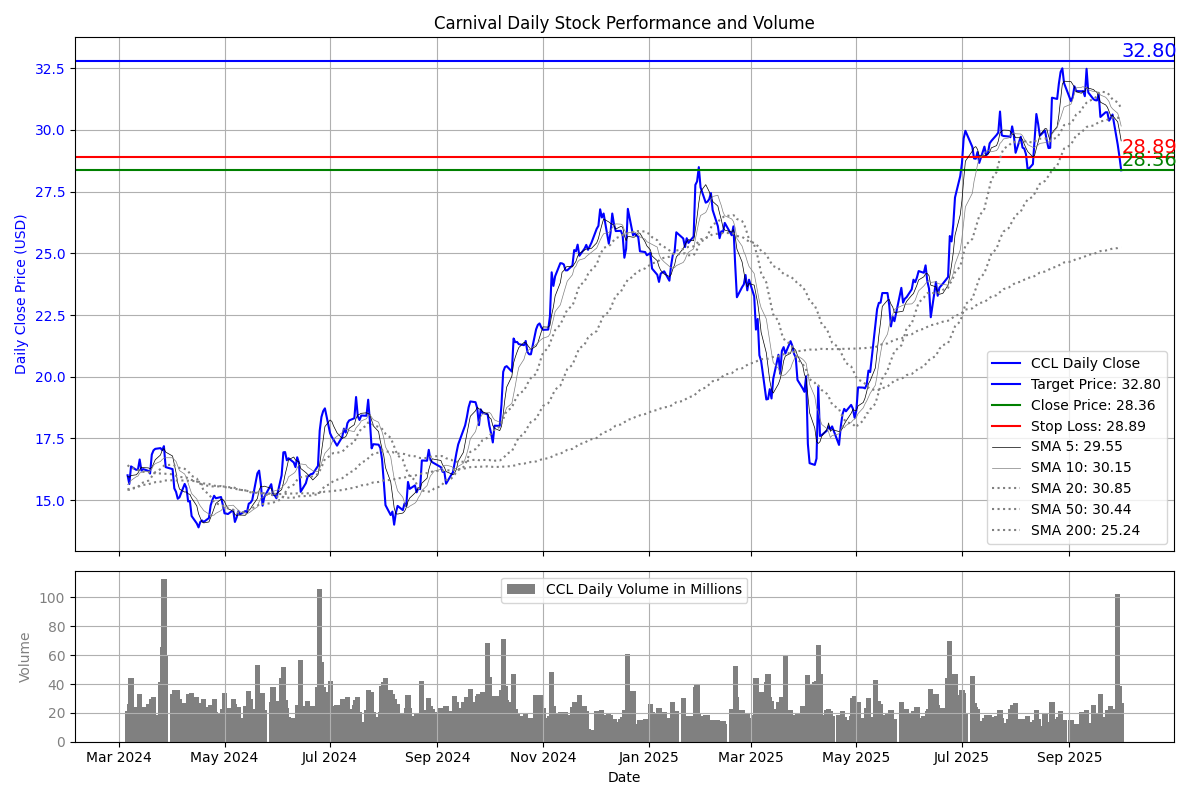 Carnival Daily Stock Performance and Volume
32.80
28.89
28.36
Daily Close Price (USD)
32.5
30.0
27.5
25.0
22.5
20.0
17.5
15.0
CCL Daily Close
Target Price: 32.80
Close Price: 28.36
Stop Loss: 28.89
SMA 5: 29.55
SMA 10: 30.15
SMA 20: 30.85
SMA 50: 30.44
SMA 200: 25.24
CCL Daily Volume in Millions
Volume
100
80
60
40
20
0
Mar 2024 May 2024 Jul 2024 Sep 2024 Nov 2024 Jan 2025 Mar 2025 May 2025 Jul 2025 Sep 2025
Date